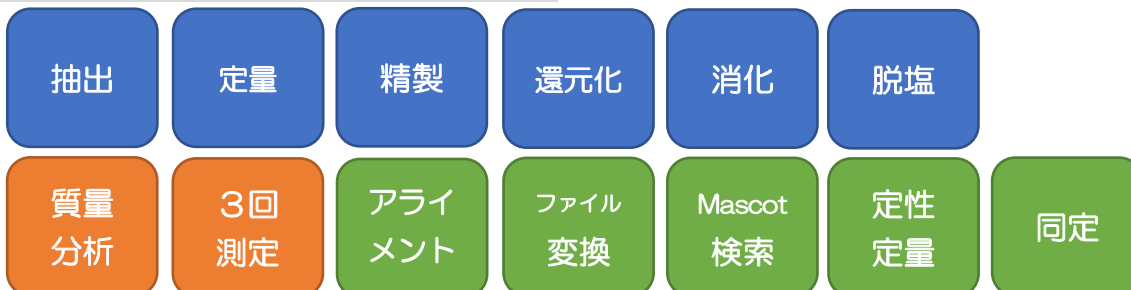 抽出
定量
精製
還元化
消化
脱塩
質量
分析
３回
測定
アライ
メント
ファイル
変換
Mascot
検索
定性
定量
同定